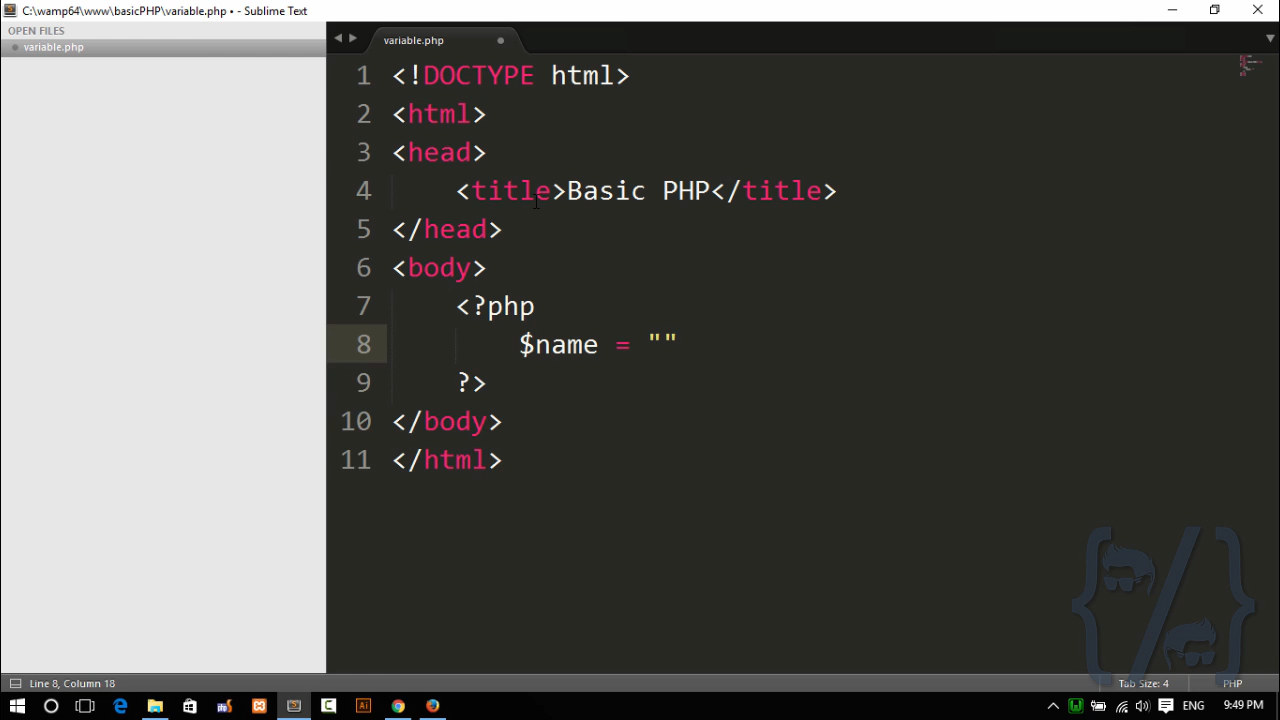 C:\wamp64\www\basicPHP\variable.php • - Sublime Text
OPEN FILES
variable.php
variable.php
1 <!DOCTYPE html>
2 <html>
3 <head>
4 <title>Basic PHP</title>
5 </head>
6 <body>
7 <?php
8 $name = ""
9 ?>
10 </body>
11 </html>
Line 8, Column 18
Tab Size: 4
PHP
Ai
ENG
9:49 PM